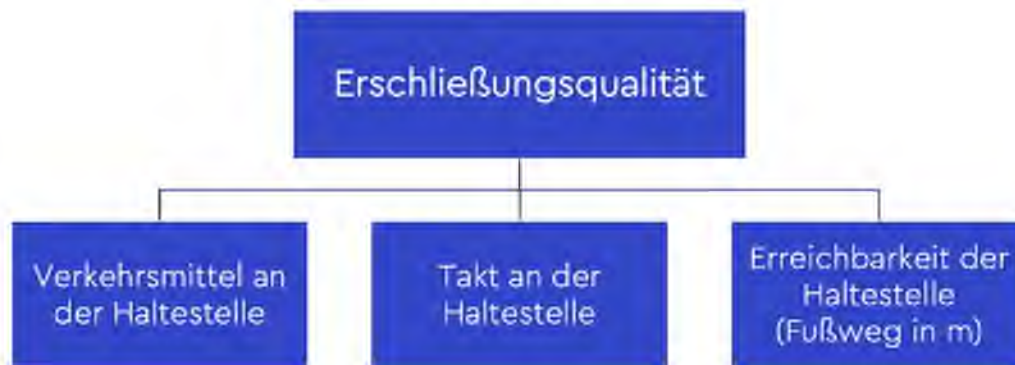 Erschließungsqualität
Verkehrsmittel an
der Haltestelle
Takt an der
Haltestelle
Erreichbarkeit der
Haltestelle
(Fußweg in m)